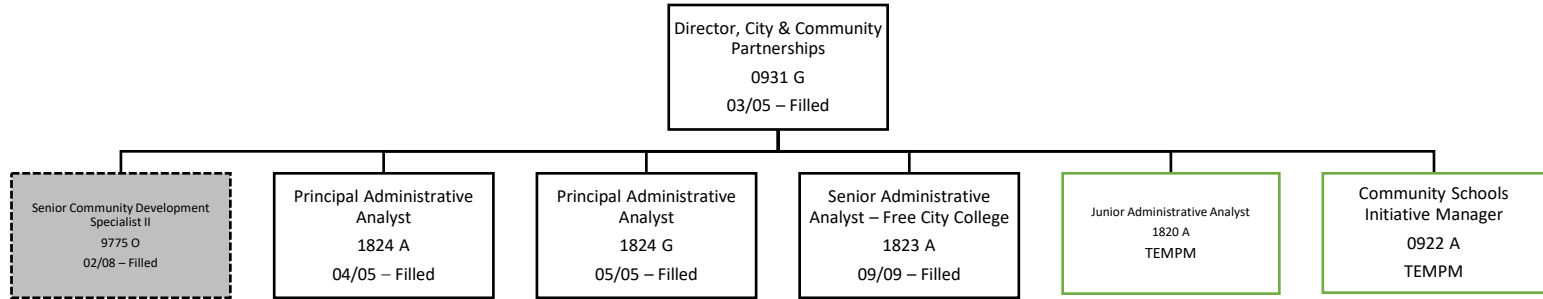 Director, City & Community
Partnerships
0931 G
03/05 – Filled
Senior Community Development
Specialist II
9775 O
02/08 – Filled
Principal Administrative
Analyst
1824 A
04/05 – Filled
Principal Administrative
Analyst
1824 G
05/05 – Filled
Senior Administrative
Analyst – Free City College
1823 A
09/09 – Filled
Junior Administrative Analyst
1820 A
TEMPM
Community Schools
Initiative Manager
0922 A
TEMPM